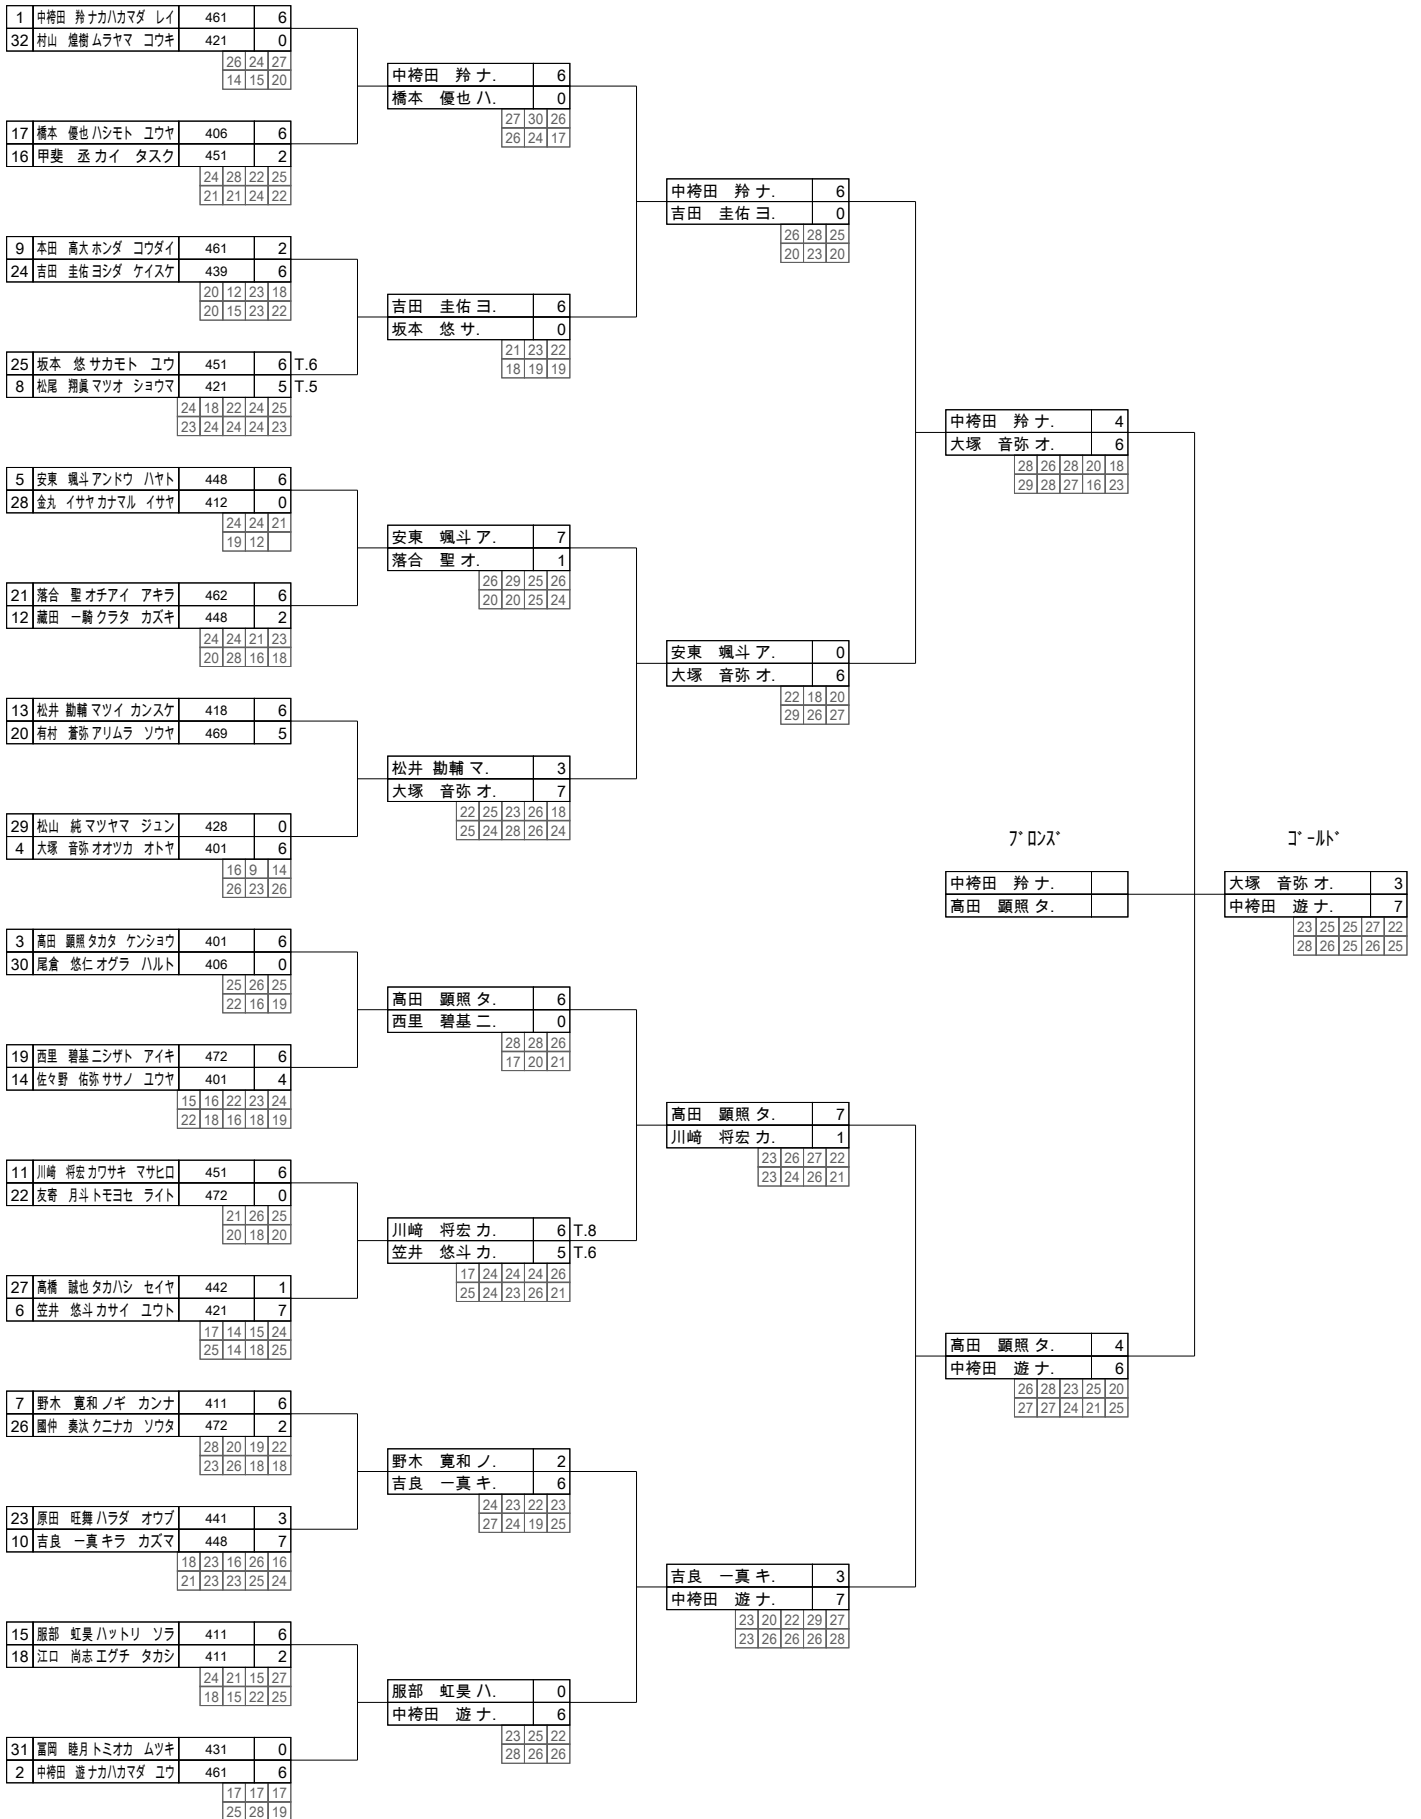 1 中袴田 羚 ナカハカマダ レイ 461 6
32 村山 煌樹 ムラヤマ コウキ 421 0
26 24 27
14 15 20
17 橋本 優也 ハシモト ユウヤ 406 6
16 甲斐 丞 カイ タスク 451 2
24 28 22 25
21 21 24 22
9 本田 高大 ホンダ コウダイ 461 2
24 吉田 圭佑 ヨシダ ケイスケ 439 6
20 12 23 18
20 15 23 22
25 坂本 悠 サカモト ユウ 451 6 T.6
8 松尾 翔眞 マツオ ショウマ 421 5 T.5
24 18 22 24 25
23 24 24 24 23
5 安東 颯斗 アンドウ ハヤト 448 6
28 金丸 イサヤ カナマル イサヤ 412 0
24 24 21
19 12
21 落合 聖 オチアイ アキラ 462 6
12 藏田 一騎 クラタ カズキ 448 2
24 24 21 23
20 28 16 18
13 松井 勘輔 マツイ カンスケ 418 6
20 有村 蒼弥 アリムラ ソウヤ 469 5
29 松山 純 マツヤマ ジュン 428 0
4 大塚 音弥 オオツカ オトヤ 401 6
16 9 14
26 23 26
3 髙田 顕照 タカタ ケンショウ 401 6
30 尾倉 悠仁 オグラ ハルト 406 0
25 26 25
22 16 19
19 西里 碧基 ニシザト アイキ 472 6
14 佐々野 佑弥 ササノ ユウヤ 401 4
15 16 22 23 24
22 18 16 18 19
11 川﨑 将宏 カワサキ マサヒロ 451 6
22 友寄 月斗 トモヨセ ライト 472 0
21 26 25
20 18 20
27 高橋 誠也 タカハシ セイヤ 442 1
6 笠井 悠斗 カサイ ユウト 421 7
17 14 15 24
25 14 18 25
7 野木 寛和 ノギ カンナ 411 6
26 國仲 奏汰 クニナカ ソウタ 472 2
28 20 19 22
23 26 18 18
23 原田 旺舞 ハラダ オウブ 441 3
10 吉良 一真 キラ カズマ 448 7
18 23 16 26 16
21 23 23 25 24
15 服部 虹昊 ハットリ ソラ 411 6
18 江口 尚志 エグチ タカシ 411 2
24 21 15 27
18 15 22 25
31 冨岡 睦月 トミオカ ムツキ 431 0
2 中袴田 遊 ナカハカマダ ユウ 461 6
17 17 17
25 28 19
中袴田 羚 ナ. 6
橋本 優也 ハ. 0
27 30 26
26 24 17
吉田 圭佑 ヨ. 6
坂本 悠 サ. 0
21 23 22
18 19 19
安東 颯斗 ア. 7
落合 聖 オ. 1
26 29 25 26
20 20 25 24
松井 勘輔 マ. 3
大塚 音弥 オ. 7
22 25 23 26 18
25 24 28 26 24
髙田 顕照 タ. 6
西里 碧基 ニ. 0
28 28 26
17 20 21
川﨑 将宏 カ. 6 T.8
笠井 悠斗 カ. 5 T.6
17 24 24 24 26
25 24 23 26 21
野木 寛和 ノ. 2
吉良 一真 キ. 6
24 23 22 23
27 24 19 25
服部 虹昊 ハ. 0
中袴田 遊 ナ. 6
23 25 22
28 26 26
中袴田 羚 ナ. 6
吉田 圭佑 ヨ. 0
26 28 25
20 23 20
安東 颯斗 ア. 0
大塚 音弥 オ. 6
22 18 20
29 26 27
髙田 顕照 タ. 7
川﨑 将宏 カ. 1
23 26 27 22
23 24 26 21
吉良 一真 キ. 3
中袴田 遊 ナ. 7
23 20 22 29 27
23 26 26 26 28
中袴田 羚 ナ. 4
大塚 音弥 オ. 6
28 26 28 20 18
29 28 27 16 23
髙田 顕照 タ. 4
中袴田 遊 ナ. 6
26 28 23 25 20
27 27 24 21 25
ﾌﾞﾛﾝｽﾞ
中袴田 羚 ナ.
髙田 顕照 タ.
ｺﾞｰﾙﾄﾞ
大塚 音弥 オ. 3
中袴田 遊 ナ. 7
23 25 25 27 22
28 26 25 26 25